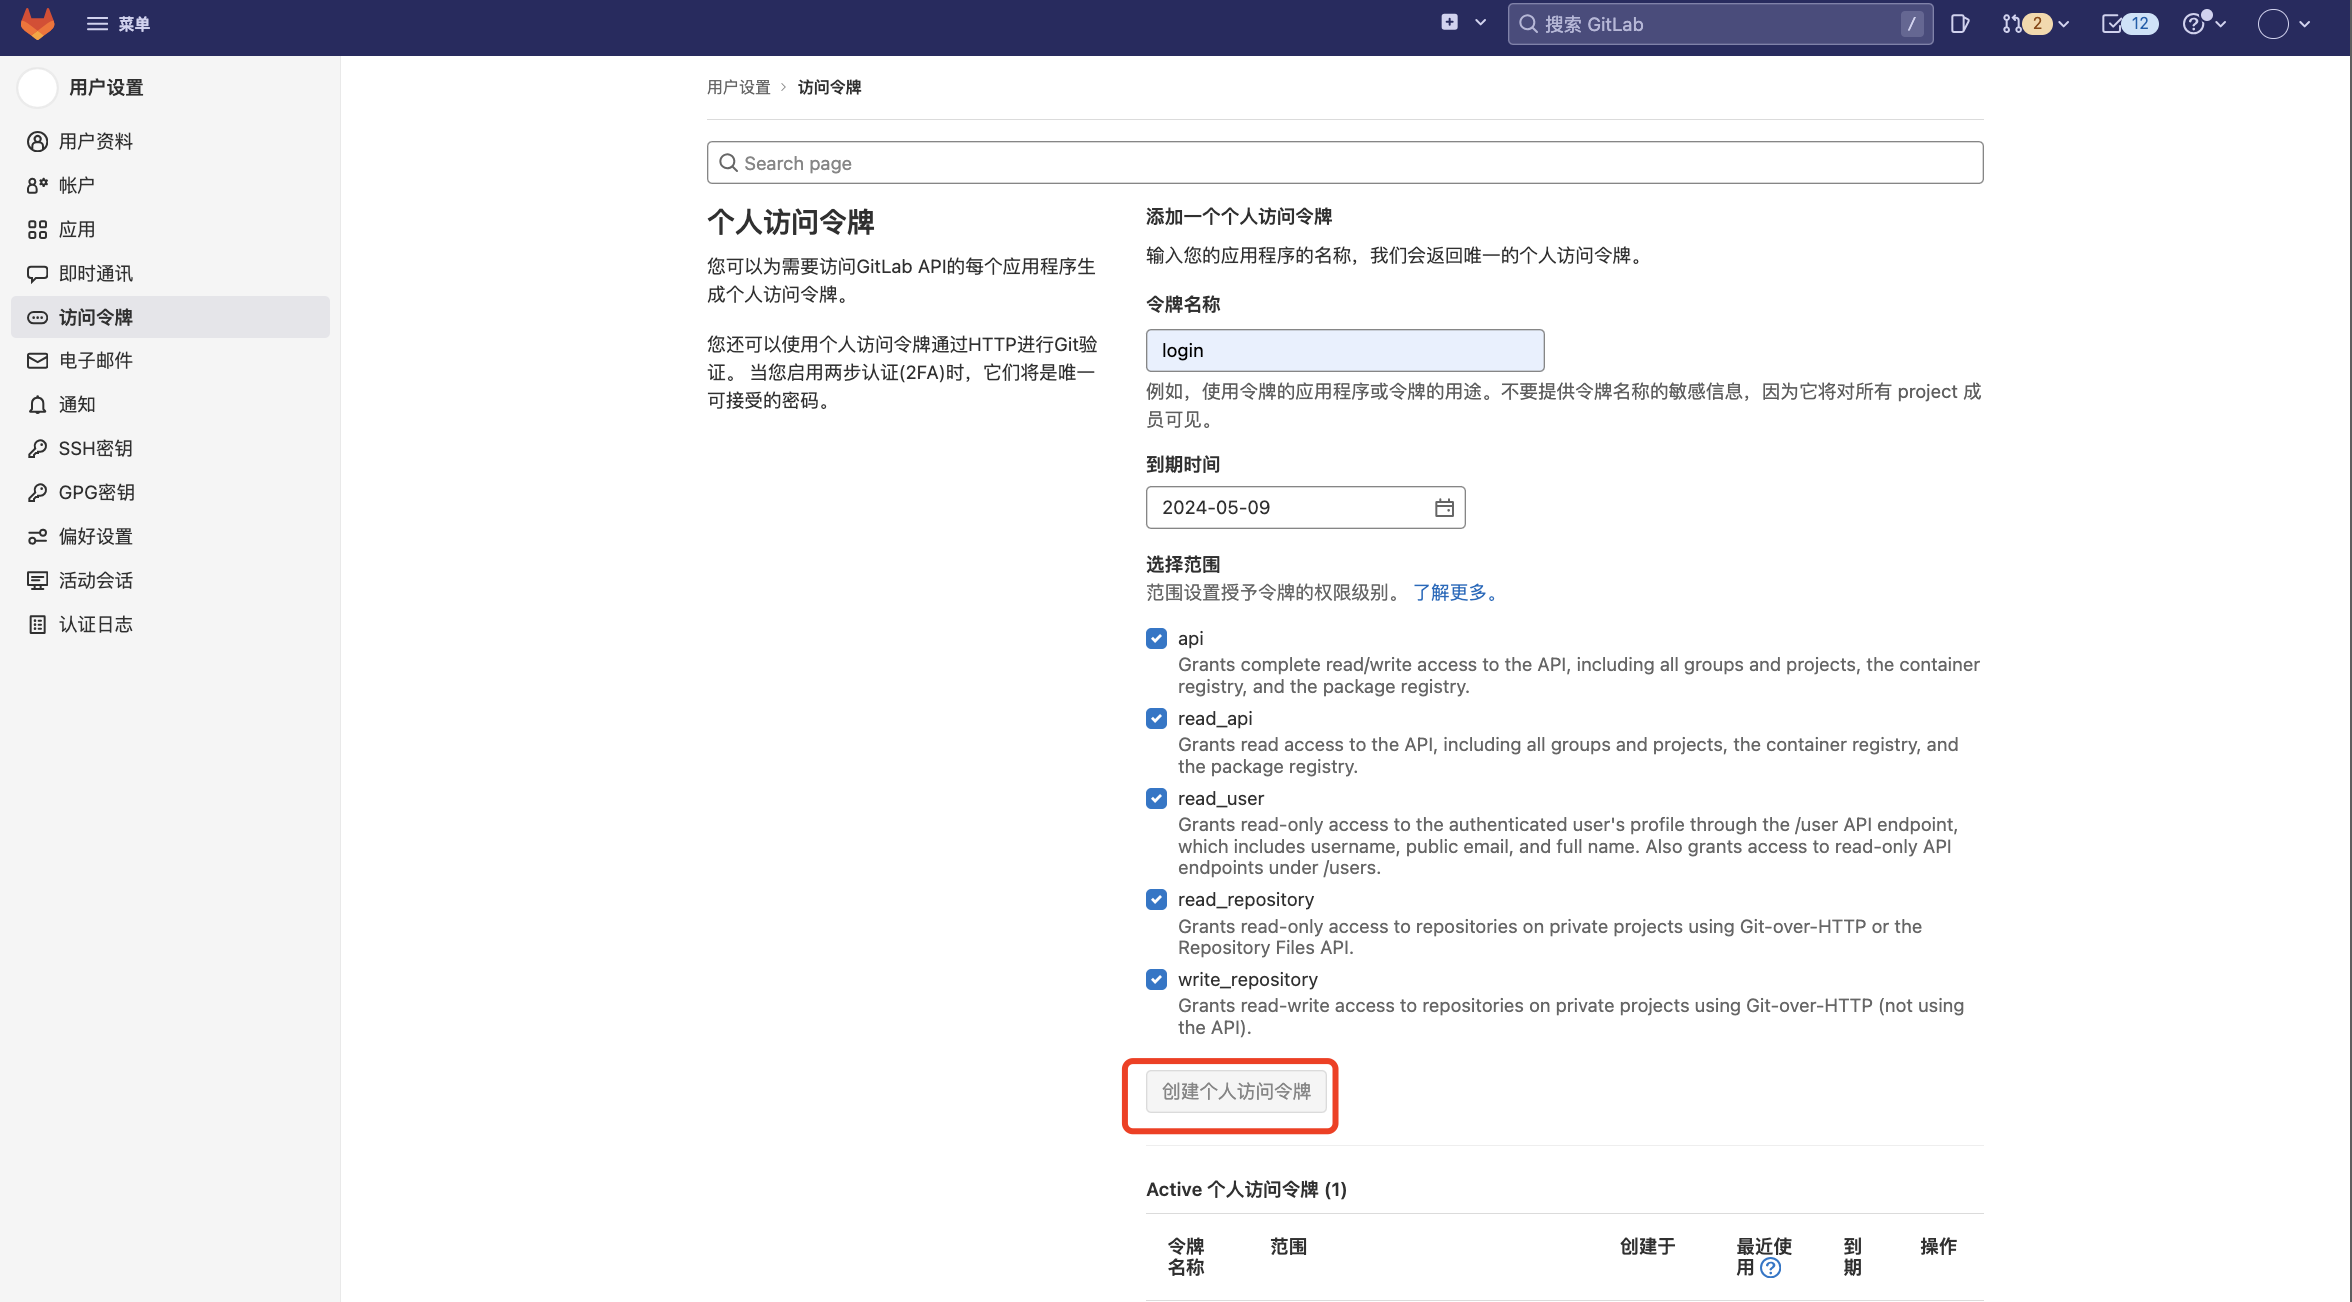 菜单
搜索 GitLab
/
2
12
用户设置
用户资料
帐户
应用
即时通讯
访问令牌
电子邮件
通知
SSH密钥
GPG密钥
偏好设置
活动会话
认证日志
用户设置 › 访问令牌
Search page
个人访问令牌
您可以为需要访问GitLab API的每个应用程序生
成个人访问令牌。
您还可以使用个人访问令牌通过HTTP进行Git验
证。 当您启用两步认证(2FA)时，它们将是唯一
可接受的密码。
添加一个个人访问令牌
输入您的应用程序的名称，我们会返回唯一的个人访问令牌。
令牌名称
login
例如，使用令牌的应用程序或令牌的用途。不要提供令牌名称的敏感信息，因为它将对所有 project 成
员可见。
到期时间
2024-05-09
选择范围
范围设置授予令牌的权限级别。 了解更多。
api
Grants complete read/write access to the API, including all groups and projects, the container
registry, and the package registry.
read_api
Grants read access to the API, including all groups and projects, the container registry, and
the package registry.
read_user
Grants read-only access to the authenticated user's profile through the /user API endpoint,
which includes username, public email, and full name. Also grants access to read-only API
endpoints under /users.
read_repository
Grants read-only access to repositories on private projects using Git-over-HTTP or the
Repository Files API.
write_repository
Grants read-write access to repositories on private projects using Git-over-HTTP (not using
the API).
创建个人访问令牌
Active 个人访问令牌 (1)
令牌 范围 创建于 最近使 到 操作
名称 用 ? 期